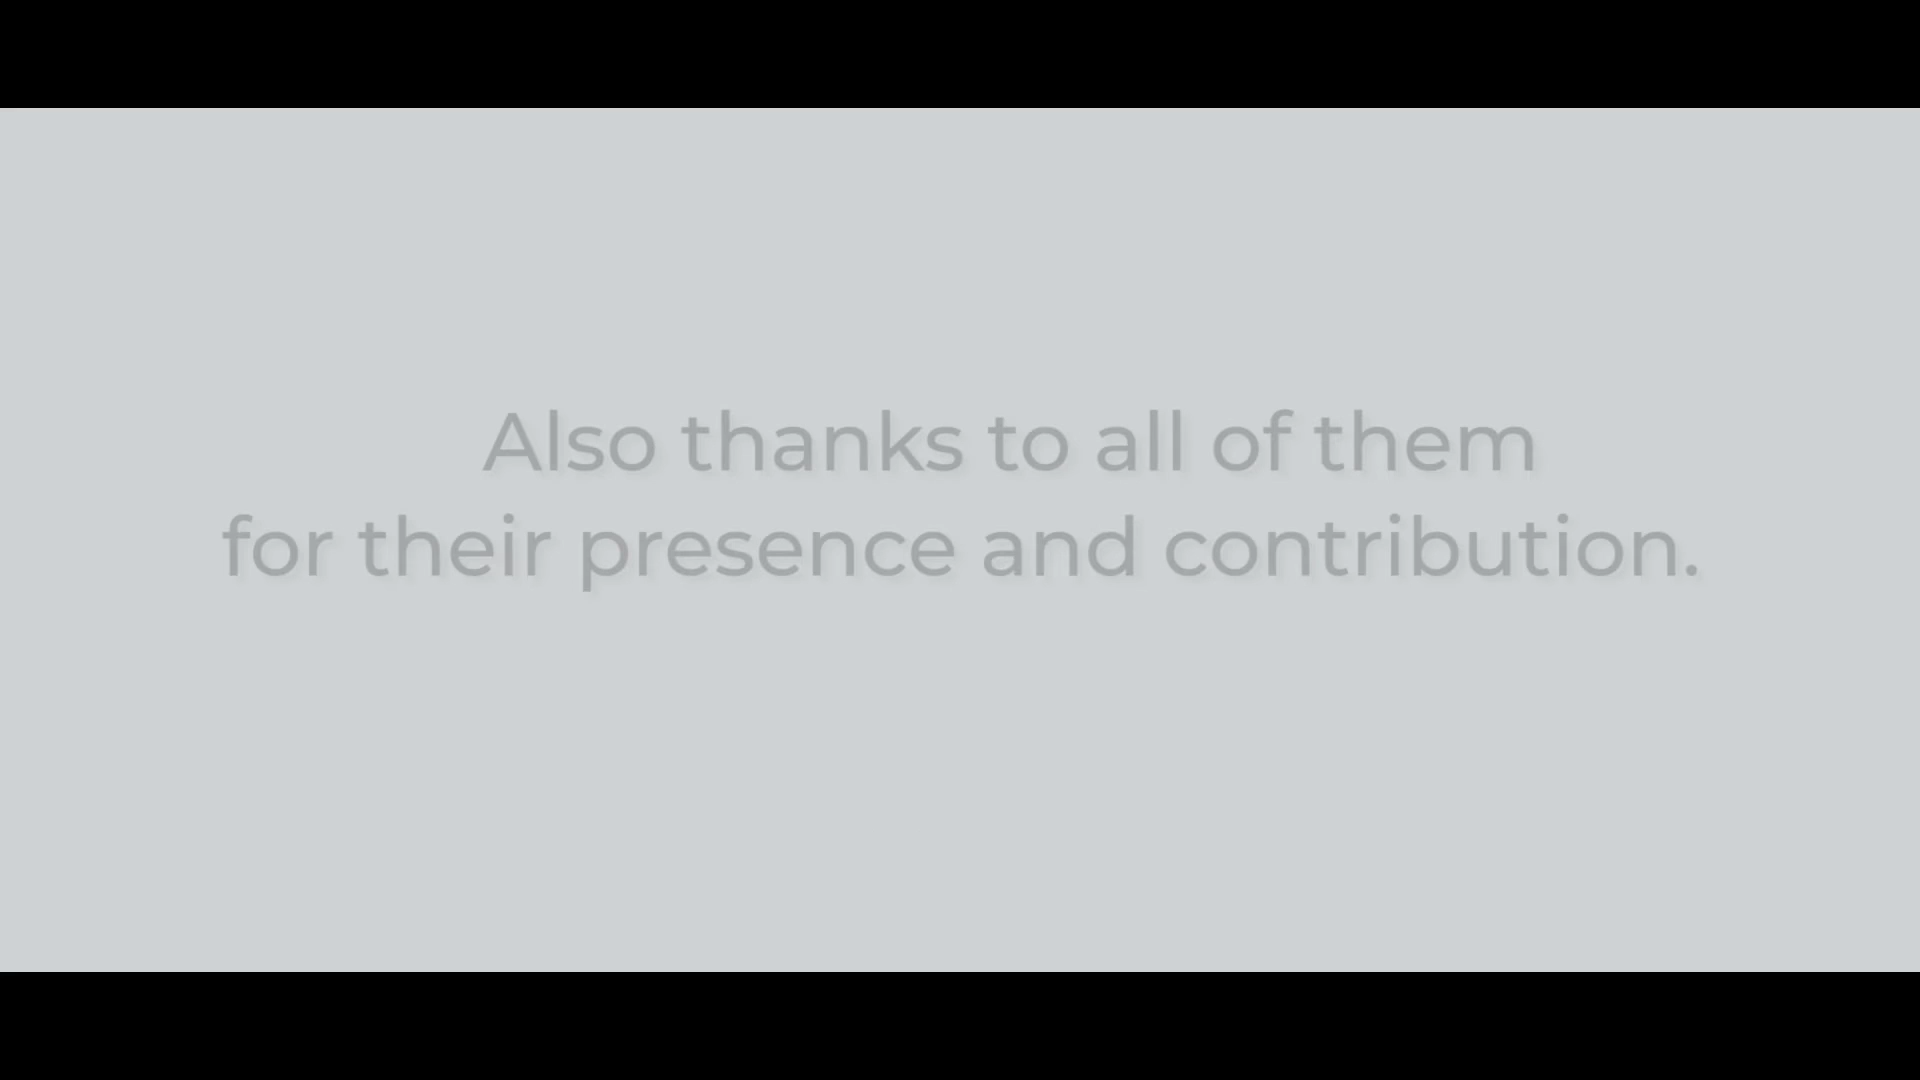 Also thanks to all of them
for their presence and contribution.